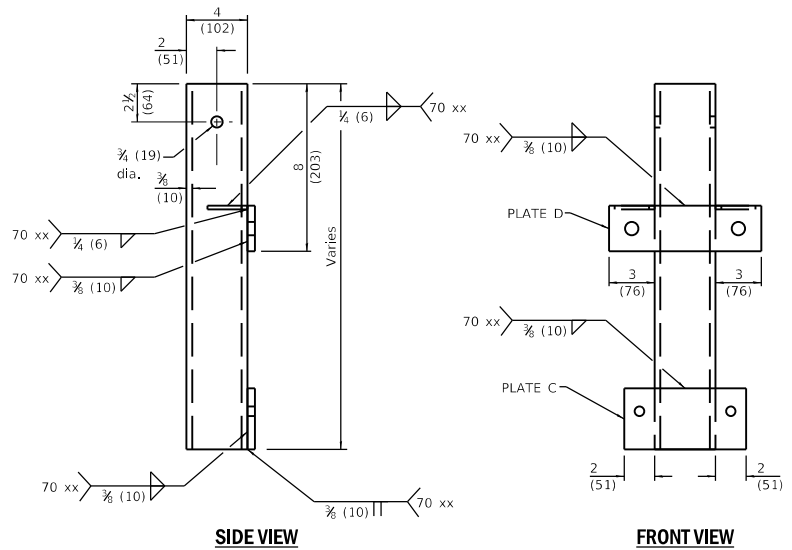 4
(102)
2
(51)
2½
(64)
¾ (19)
dia.
⅜
(10)
¼ (6)
70 xx
8
(203)
Varies
70 xx
¼ (6)
70 xx
⅜ (10)
70 xx
⅜ (10)
⅜ (10)
70 xx
SIDE VIEW
70 xx
⅜ (10)
PLATE D
3
(76)
3
(76)
70 xx
⅜ (10)
PLATE C
2
(51)
2
(51)
FRONT VIEW